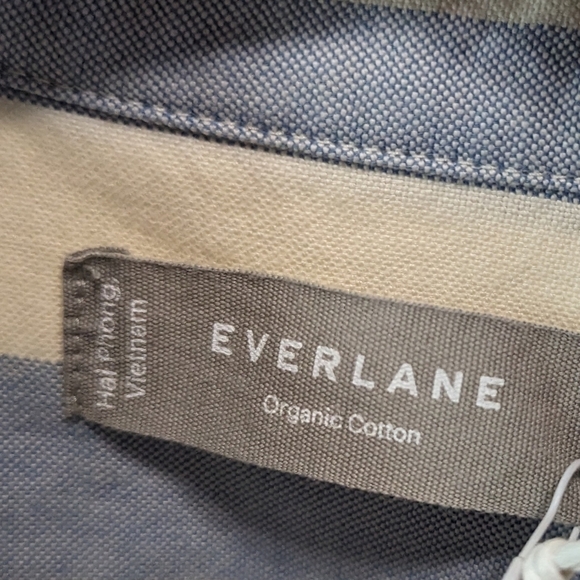 Hai Phong,
Vietnam
EVERLANE
Organic Cotton